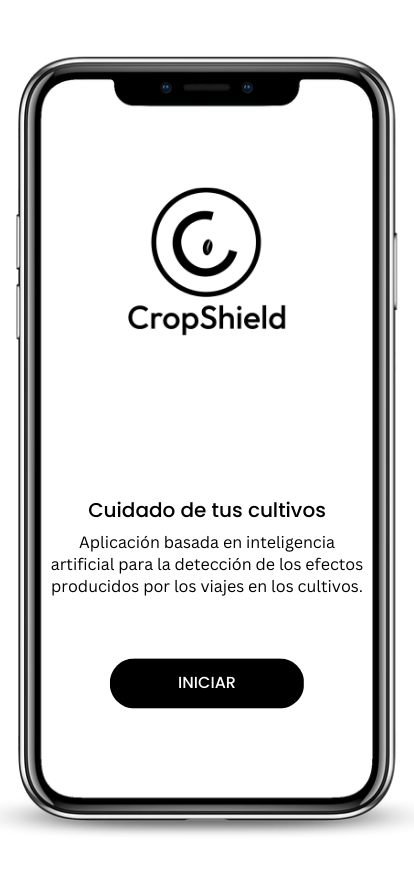 CropShield
Cuidado de tus cultivos
Aplicación basada en inteligencia
artificial para la detección de los efectos
producidos por los viajes en los cultivos.
INICIAR